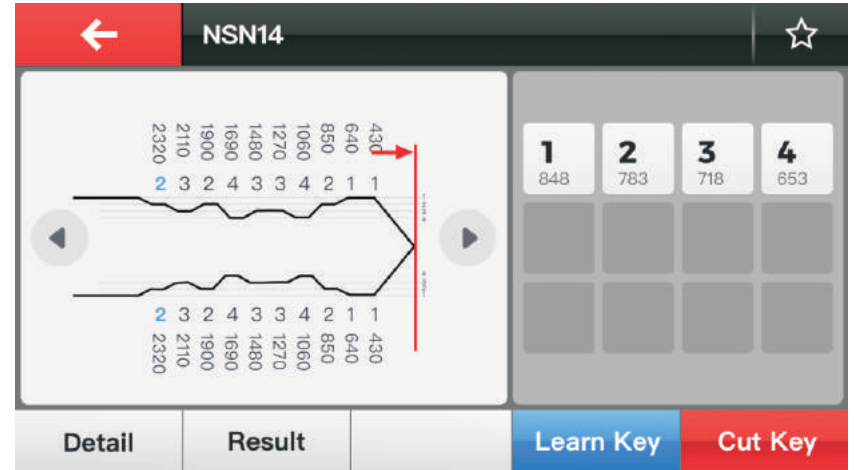 NSN14
2320 2110 1900 1690 1480 1270 1060 850 640 430
2 3 2 4 3 3 4 2 1 1
2 3 2 4 3 3 4 2 1 1
2320 2110 1900 1690 1480 1270 1060 850 640 430
1 2 3 4
848 783 718 653
Detail Result Learn Key Cut Key